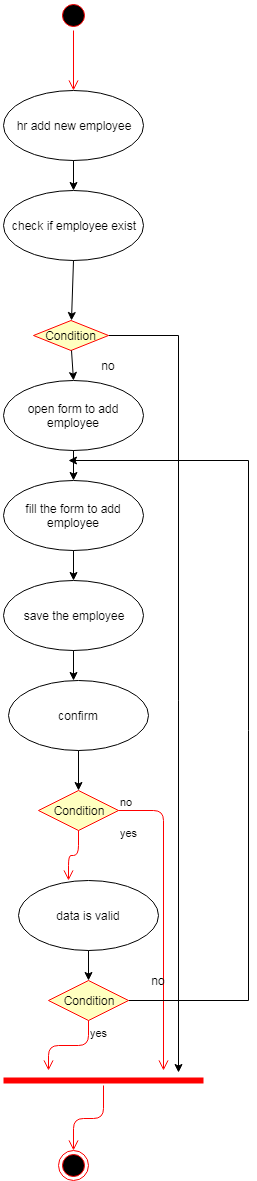 hr add new employee
check if employee exist
Condition
no
open form to add
employee
fill the form to add
employee
save the employee
confirm
no
Condition
yes
data is valid
no
Condition
yes